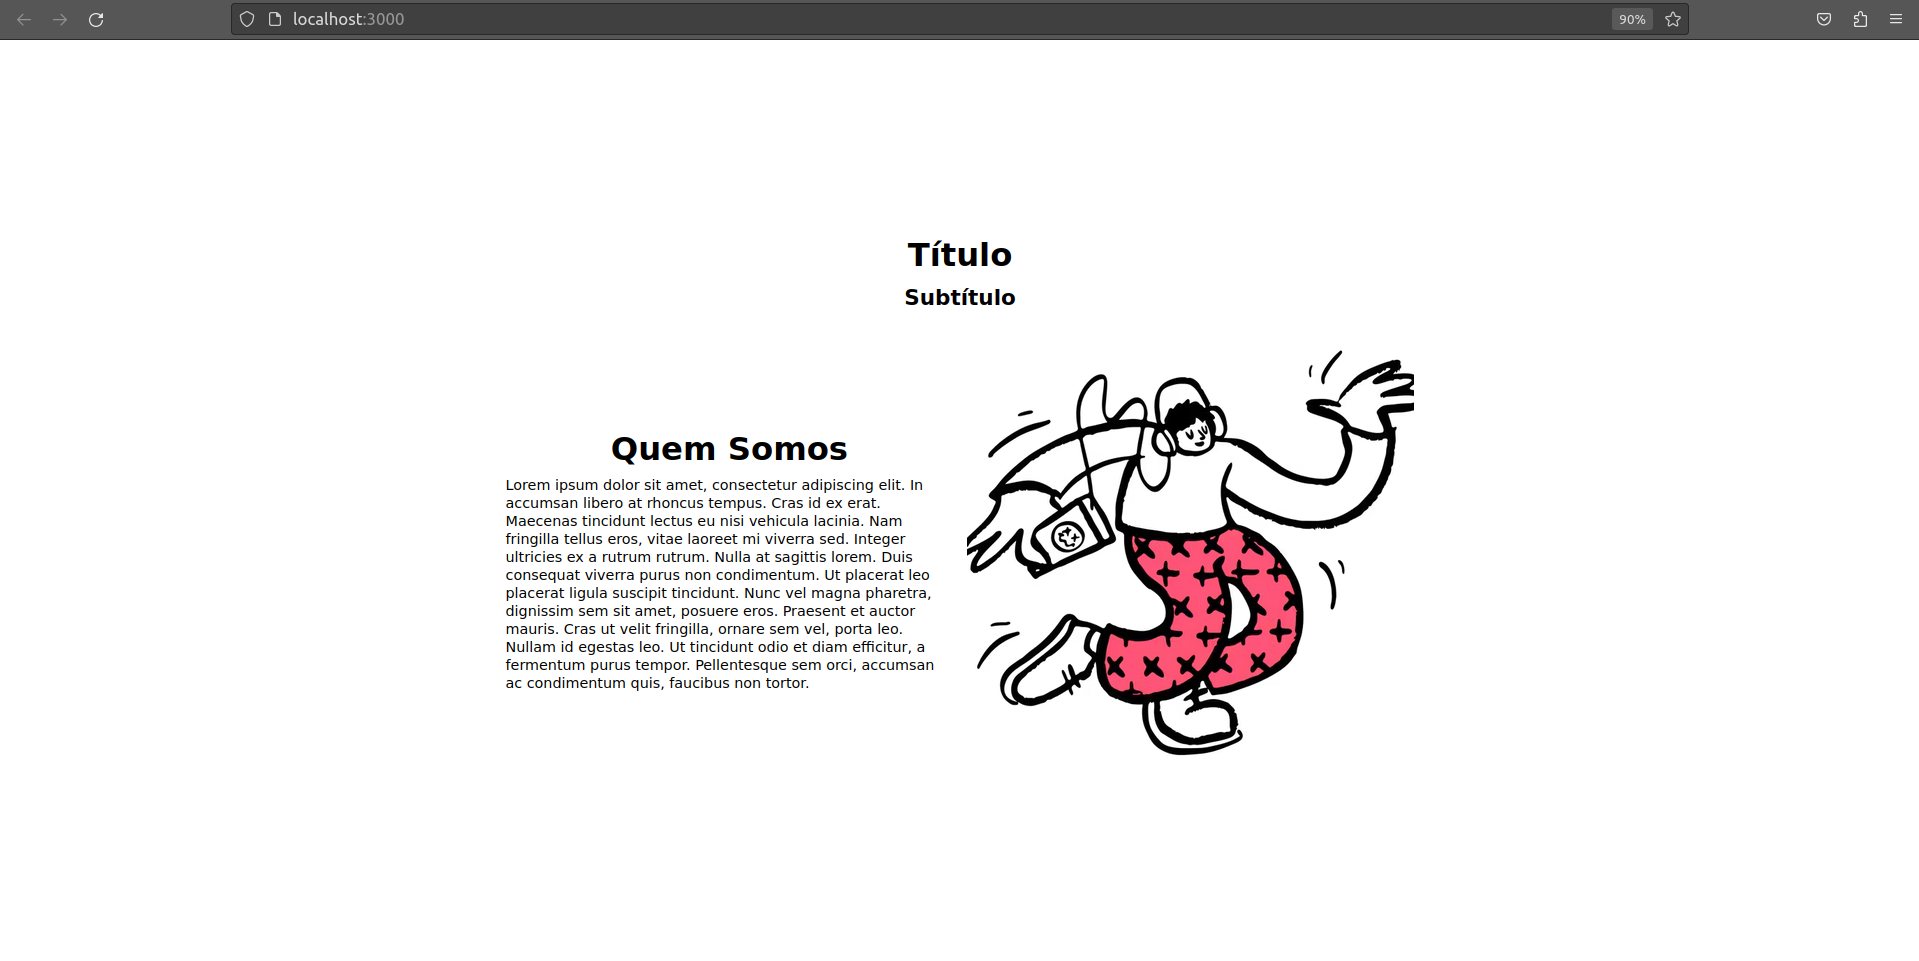 localhost:3000
90%
Título
Subtítulo
Quem Somos
Lorem ipsum dolor sit amet, consectetur adipiscing elit. In
accumsan libero at rhoncus tempus. Cras id ex erat.
Maecenas tincidunt lectus eu nisi vehicula lacinia. Nam
fringilla tellus eros, vitae laoreet mi viverra sed. Integer
ultricies ex a rutrum rutrum. Nulla at sagittis lorem. Duis
consequat viverra purus non condimentum. Ut placerat leo
placerat ligula suscipit tincidunt. Nunc vel magna pharetra,
dignissim sem sit amet, posuere eros. Praesent et auctor
mauris. Cras ut velit fringilla, ornare sem vel, porta leo.
Nullam id egestas leo. Ut tincidunt odio et diam efficitur, a
fermentum purus tempor. Pellentesque sem orci, accumsan
ac condimentum quis, faucibus non tortor.